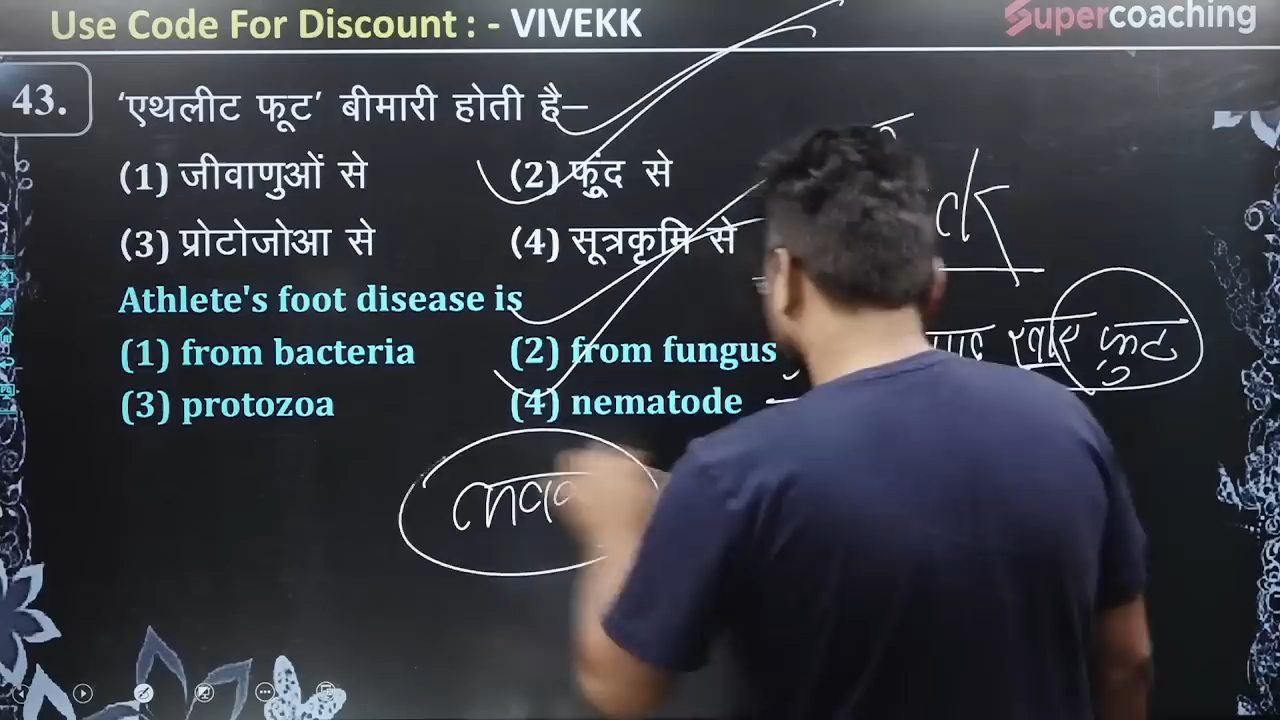 Use Code For Discount : - VIVEKK
Supercoaching
43. ‘एथलीट फूट’ बीमारी होती है–
(1) जीवाणुओं से (2) फुंूद से
(3) प्रोटोजोआ से (4) सूत्रकृमि से
Athlete's foot disease is
(1) from bacteria (2) from fungus
(3) protozoa (4) nematode
फूट